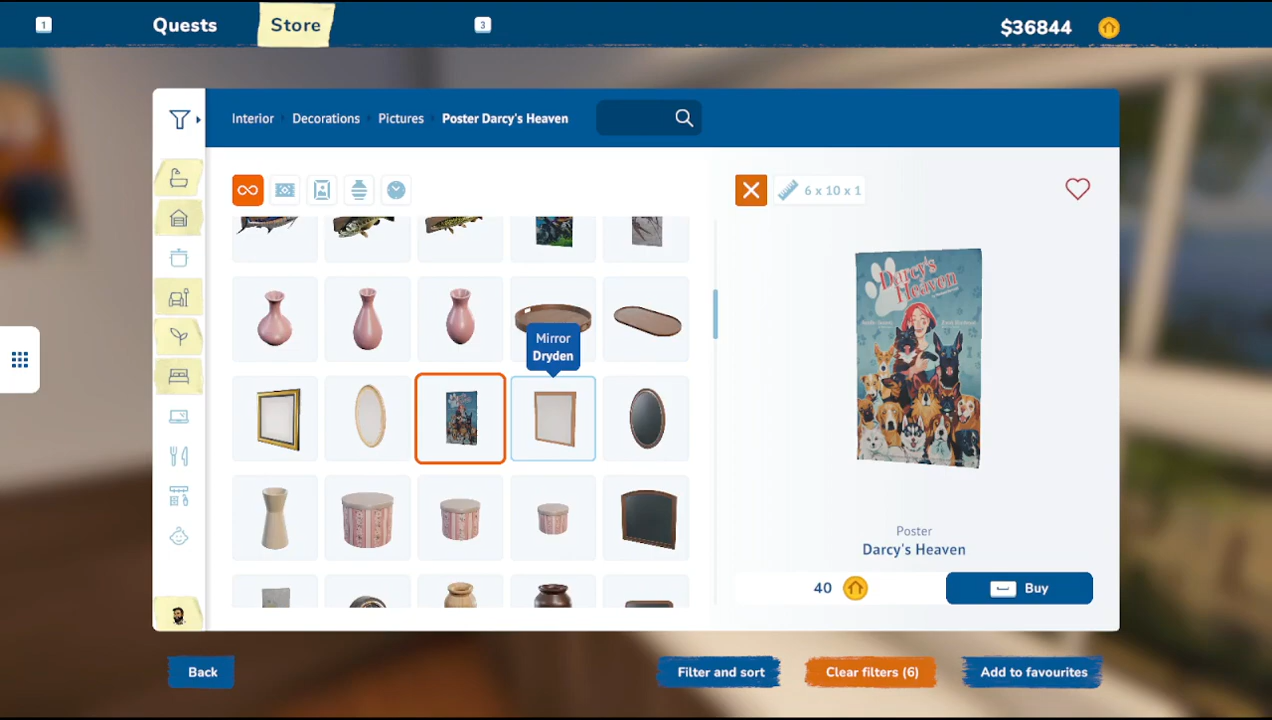 1
Quests
Store
3
$36844
Interior
Decorations
Pictures
Poster Darcy's Heaven
6 x 10 x 1
Mirror
Dryden
Darcy's
Heaven
Poster
Darcy's Heaven
40
Buy
Back
Filter and sort
Clear filters (6)
Add to favourites